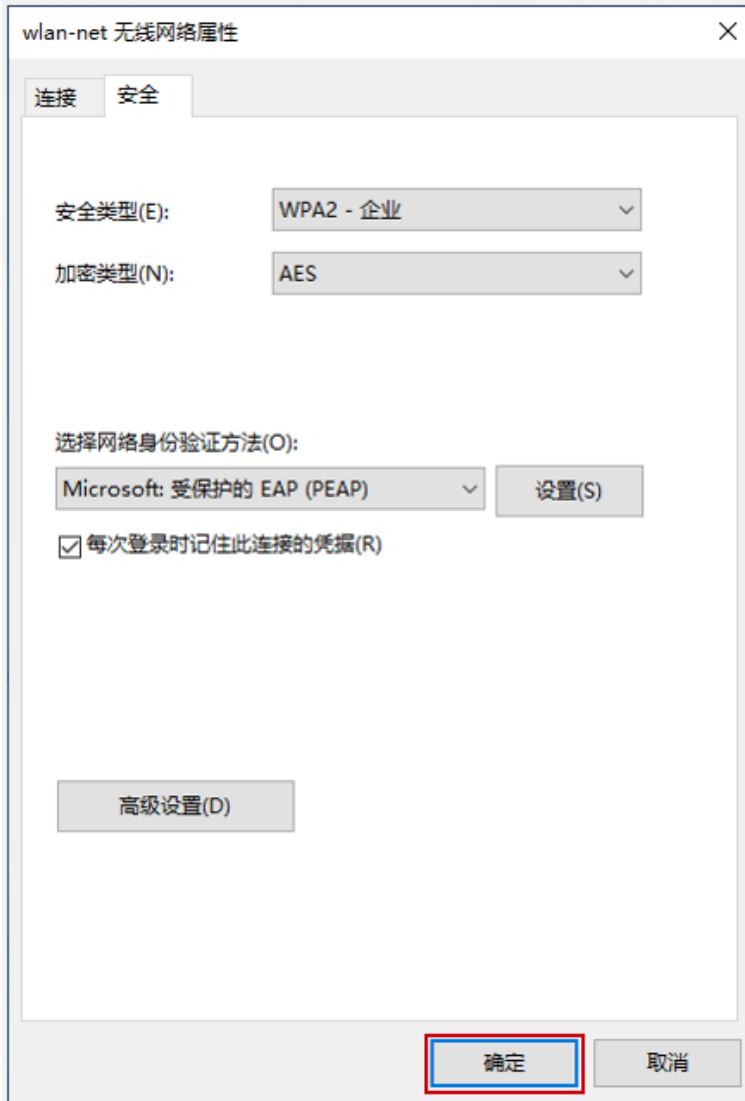 wlan-net 无线网络属性
连接 安全
安全类型(E): WPA2 - 企业
加密类型(N): AES
选择网络身份验证方法(O):
Microsoft: 受保护的 EAP (PEAP) 设置(S)
每次登录时记住此连接的凭据(R)
高级设置(D)
确定 取消